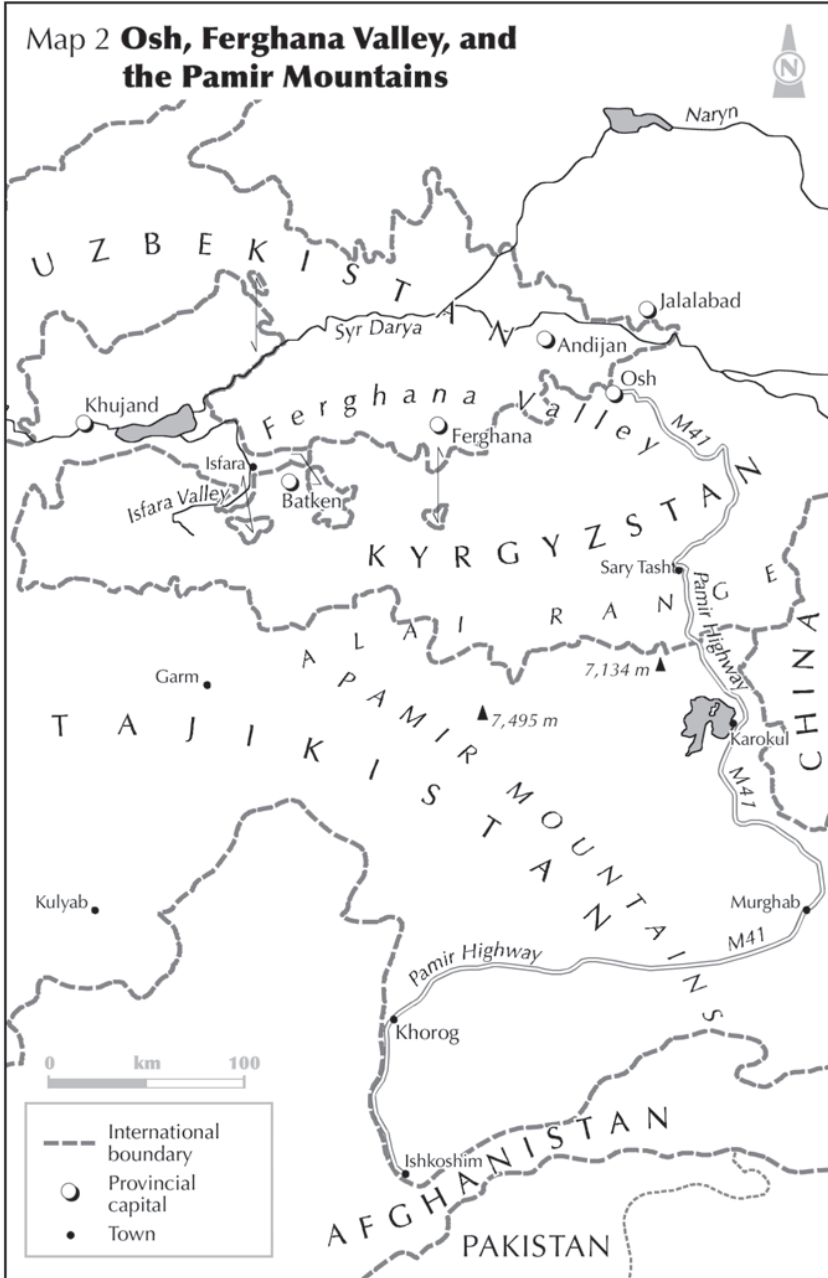 Map 2 Osh, Ferghana Valley, and
the Pamir Mountains
N
Naryn
UZBEKISTAN
Jalalabad
Syr Darya
Andijan
Osh
Khujand
Ferghana Valley
M41
Ferghana
Isfara
Batken
Isfara Valley
KYRGYZSTAN
Sary Tash
Pamir Highway
ALAI RANGE
CHINA
7,134 m
Garm
PAMIR MOUNTAINS
7,495 m
TAJIKISTAN
Karokul
M41
Kulyab
Murghab
M41
Pamir Highway
Khorog
0 km 100
International
boundary
Provincial
capital
Town
Ishkoshim
AFGHANISTAN
PAKISTAN